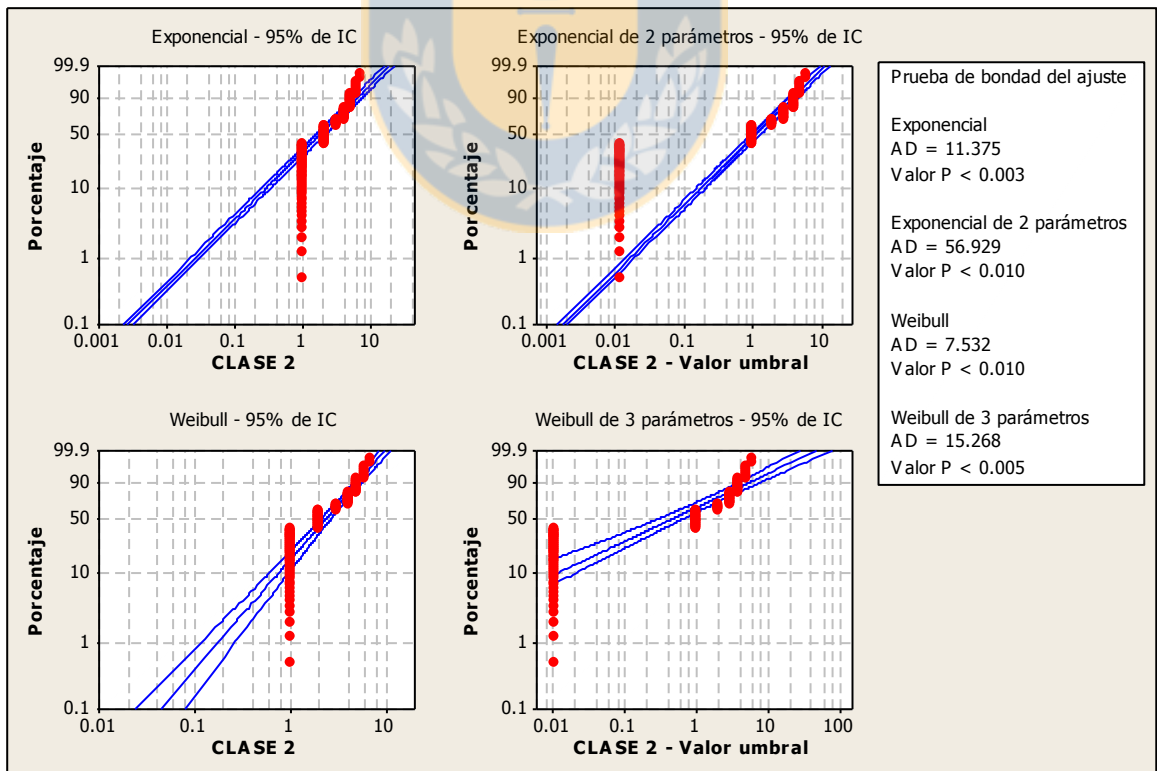 Exponencial - 95% de IC
99.9
90
50
10
1
0.1
Porcentaje
0.001 0.01 0.1 1 10
CLASE 2
Exponencial de 2 parámetros - 95% de IC
99.9
90
50
10
1
0.1
Porcentaje
0.01 0.1 1 10
CLASE 2 - Valor umbral
Prueba de bondad del ajuste
Exponencial
AD = 11.375
Valor P < 0.003
Exponencial de 2 parámetros
AD = 56.929
Valor P < 0.010
Weibull
AD = 7.532
Valor P < 0.010
Weibull de 3 parámetros
AD = 15.268
Valor P < 0.005
Weibull - 95% de IC
99.9
90
50
10
1
0.1
Porcentaje
0.01 0.1 1 10
CLASE 2
Weibull de 3 parámetros - 95% de IC
99.9
90
50
10
1
0.1
Porcentaje
0.01 0.1 1 10 100
CLASE 2 - Valor umbral